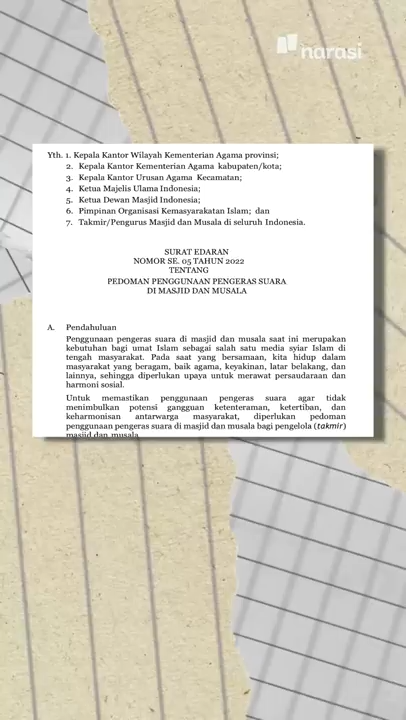 narasi
Yth. 1. Kepala Kantor Wilayah Kementerian Agama provinsi;
2. Kepala Kantor Kementerian Agama kabupaten/kota;
3. Kepala Kantor Urusan Agama Kecamatan;
4. Ketua Majelis Ulama Indonesia;
5. Ketua Dewan Masjid Indonesia;
6. Pimpinan Organisasi Kemasyarakatan Islam; dan
7. Takmir/Pengurus Masjid dan Musala di seluruh Indonesia.
SURAT EDARAN
NOMOR SE. 05 TAHUN 2022
TENTANG
PEDOMAN PENGGUNAAN PENGERAS SUARA
DI MASJID DAN MUSALA
A. Pendahuluan
Penggunaan pengeras suara di masjid dan musala saat ini merupakan
kebutuhan bagi umat Islam sebagai salah satu media syiar Islam di
tengah masyarakat. Pada saat yang bersamaan, kita hidup dalam
masyarakat yang beragam, baik agama, keyakinan, latar belakang, dan
lainnya, sehingga diperlukan upaya untuk merawat persaudaraan dan
harmoni sosial.
Untuk memastikan penggunaan pengeras suara agar tidak
menimbulkan potensi gangguan ketenteraman, ketertiban, dan
keharmonisan antarwarga masyarakat, diperlukan pedoman
penggunaan pengeras suara di masjid dan musala bagi pengelola (takmir)
masjid dan musala